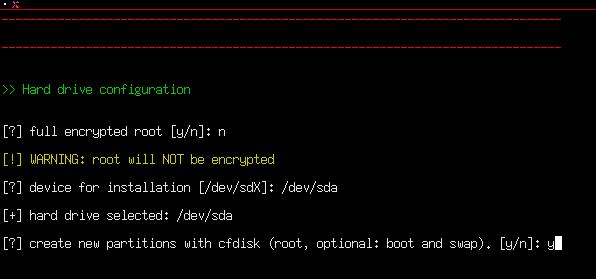 >> Hard drive configuration
[?] full encrypted root [y/n]: n
[!] WARNING: root will NOT be encrypted
[?] device for installation [/dev/sdX]: /dev/sda
[+] hard drive selected: /dev/sda
[?] create new partitions with cfdisk (root, optional: boot and swap). [y/n]: y